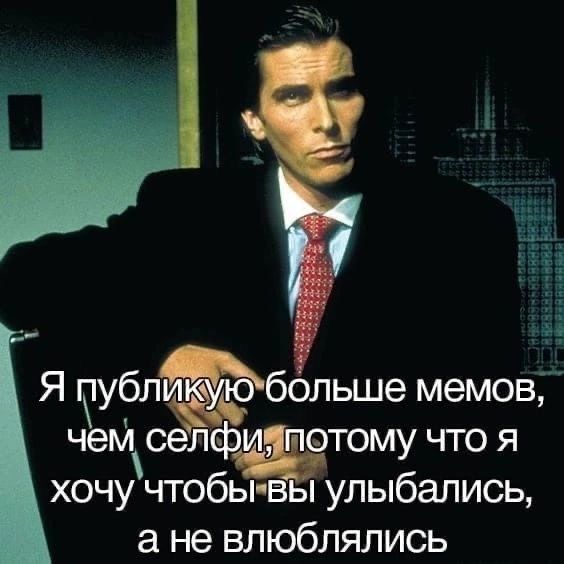 Я публикую больше мемов,
чем селфи, потому что я
хочу чтобы вы улыбались,
а не влюблялись